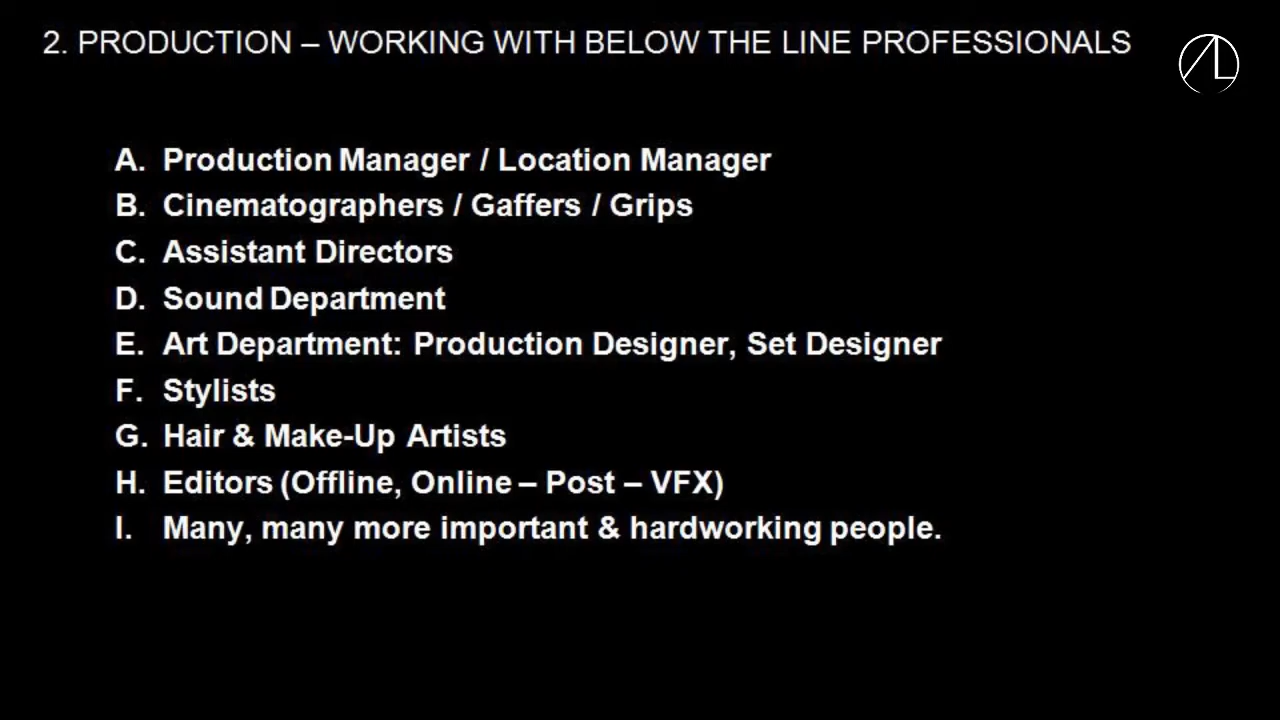 2. PRODUCTION – WORKING WITH BELOW THE LINE PROFESSIONALS
A. Production Manager / Location Manager
B. Cinematographers / Gaffers / Grips
C. Assistant Directors
D. Sound Department
E. Art Department: Production Designer, Set Designer
F. Stylists
G. Hair & Make-Up Artists
H. Editors (Offline, Online – Post – VFX)
I. Many, many more important & hardworking people.